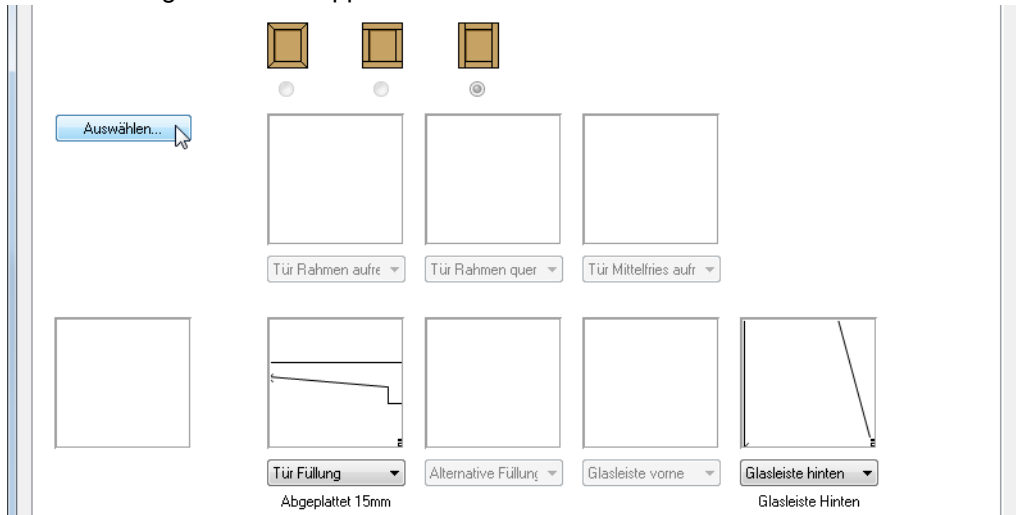 Auswählen...
Tür Rahmen aufre
Tür Rahmen quer
Tür Mittelfries aufr
Tür Füllung
Alternative Füllung
Glasleiste vorne
Glasleiste hinten
Abgeplattet 15mm
Glasleiste Hinten